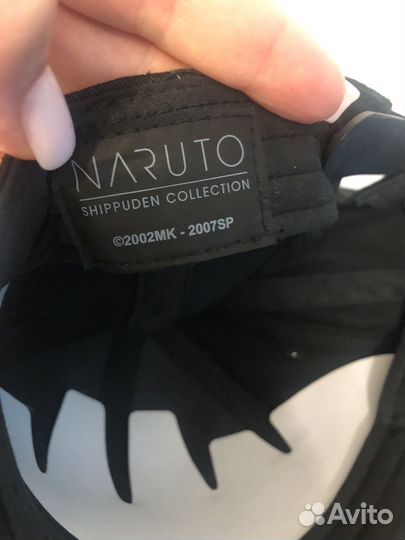 NARUTO
SHIPPUDEN COLLECTION
©2002MK - 2007SP
Avito